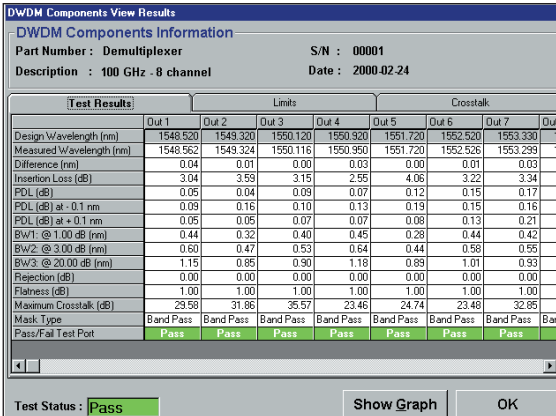 DWDM Components View Results
DWDM Components Information
Part Number : Demultiplexer S/N : 00001
Description : 100 GHz - 8 channel Date : 2000-02-24
Test Results Limits Crosstalk
Out 1 Out 2 Out 3 Out 4 Out 5 Out 6 Out 7
Design Wavelength (nm) 1548.520 1549.320 1550.120 1550.920 1551.720 1552.520 1553.330
Measured Wavelength (nm) 1548.562 1549.324 1550.116 1550.950 1551.720 1552.526 1553.299
Difference (nm) 0.04 0.01 0.00 0.03 0.00 0.01 0.03
Insertion Loss (dB) 3.04 3.59 3.15 2.55 4.06 3.22 3.34
PDL (dB) 0.05 0.04 0.09 0.07 0.12 0.15 0.17
PDL (dB) at - 0.1 nm 0.09 0.16 0.10 0.13 0.19 0.15 0.16
PDL (dB) at + 0.1 nm 0.05 0.05 0.07 0.07 0.08 0.13 0.21
BW1: @ 1.00 dB (nm) 0.44 0.32 0.40 0.45 0.28 0.44 0.42
BW2: @ 3.00 dB (nm) 0.60 0.47 0.53 0.64 0.44 0.58 0.55
BW3: @ 20.00 dB (nm) 1.15 0.85 0.90 1.18 0.89 1.01 0.93
Rejection (dB) 0.00 0.00 0.00 0.00 0.00 0.00 0.00
Flatness (dB) 1.00 1.00 1.00 1.00 1.00 1.00 1.00
Maximum Crosstalk (dB) 29.58 31.86 35.57 23.46 24.74 23.48 32.85
Mask Type Band Pass Band Pass Band Pass Band Pass Band Pass Band Pass Band Pass
Pass/Fail Test Port Pass Pass Pass Pass Pass Pass Pass
Test Status : Pass Show Graph OK